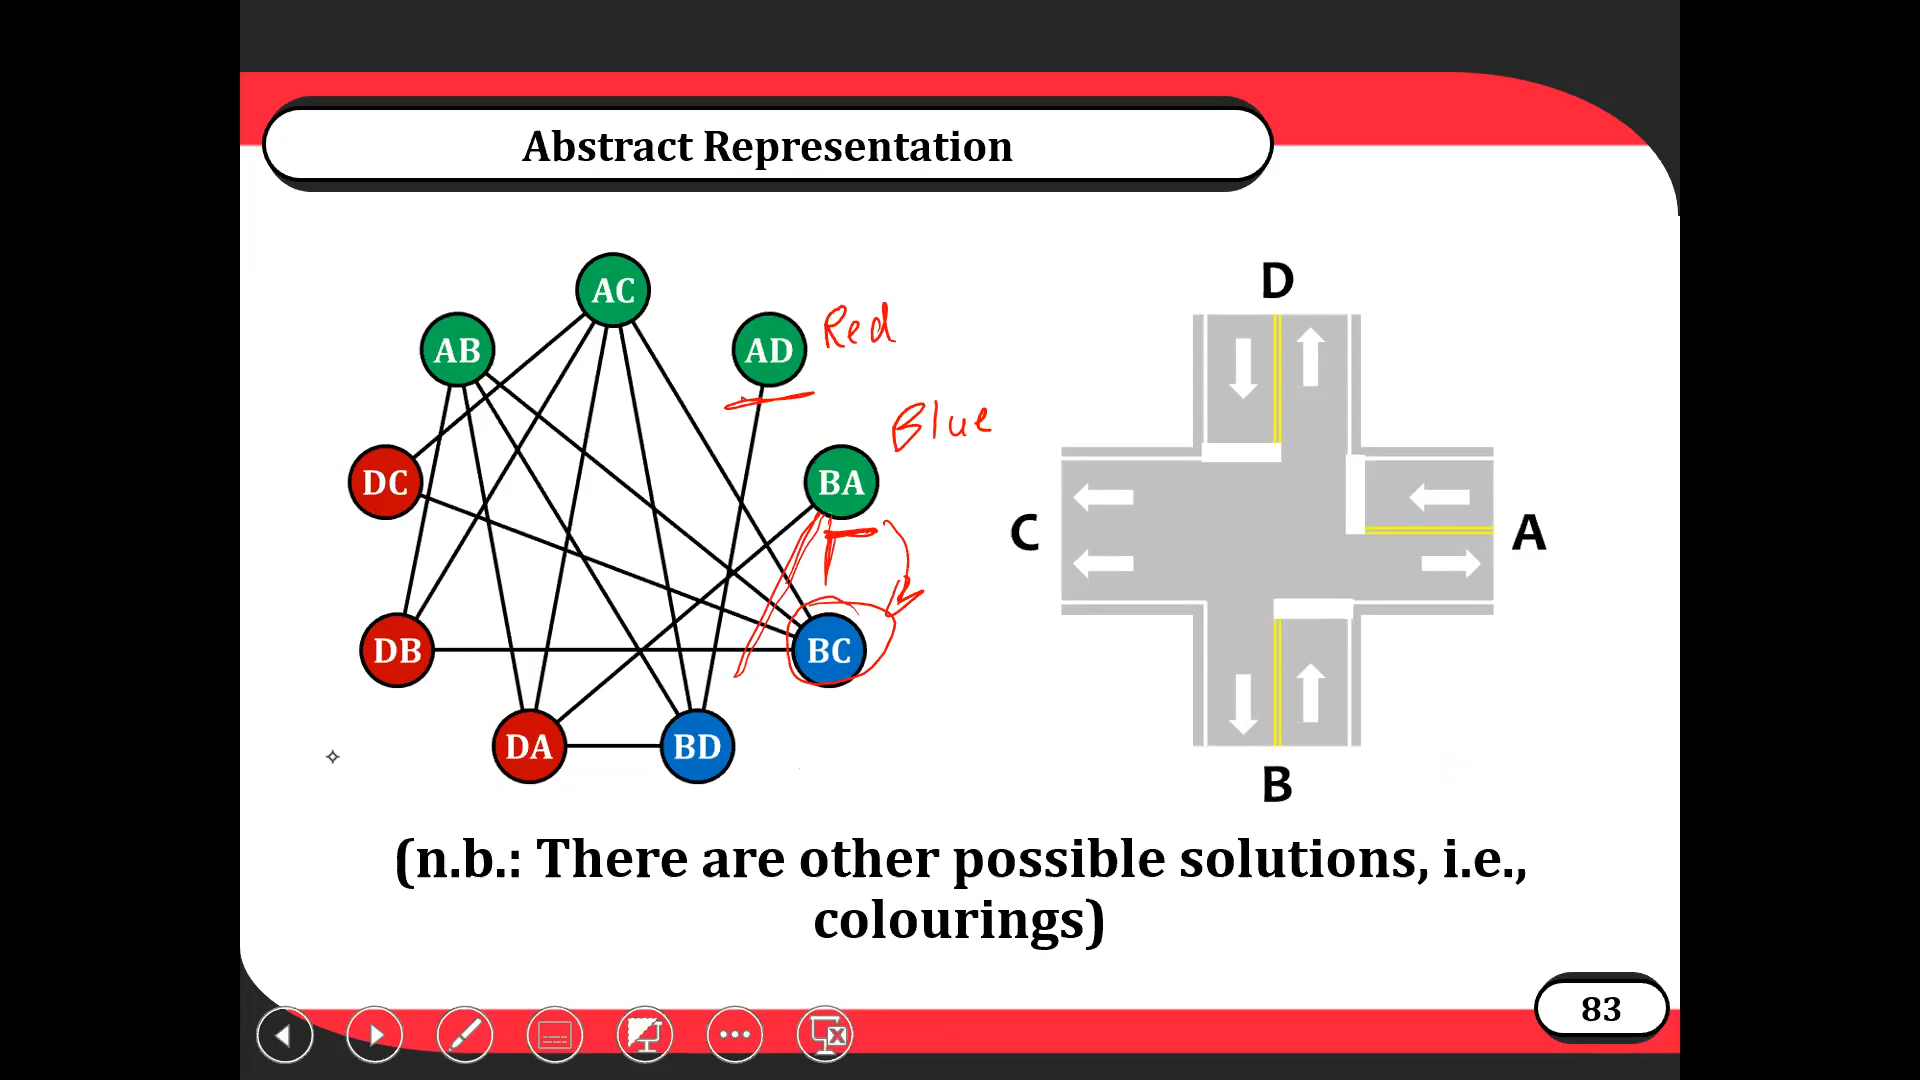 Abstract Representation
AC
AB
AD
Red
Blue
DC
BA
DB
BC
DA
BD
D
C
A
B
(n.b.: There are other possible solutions, i.e.,
colourings)
83